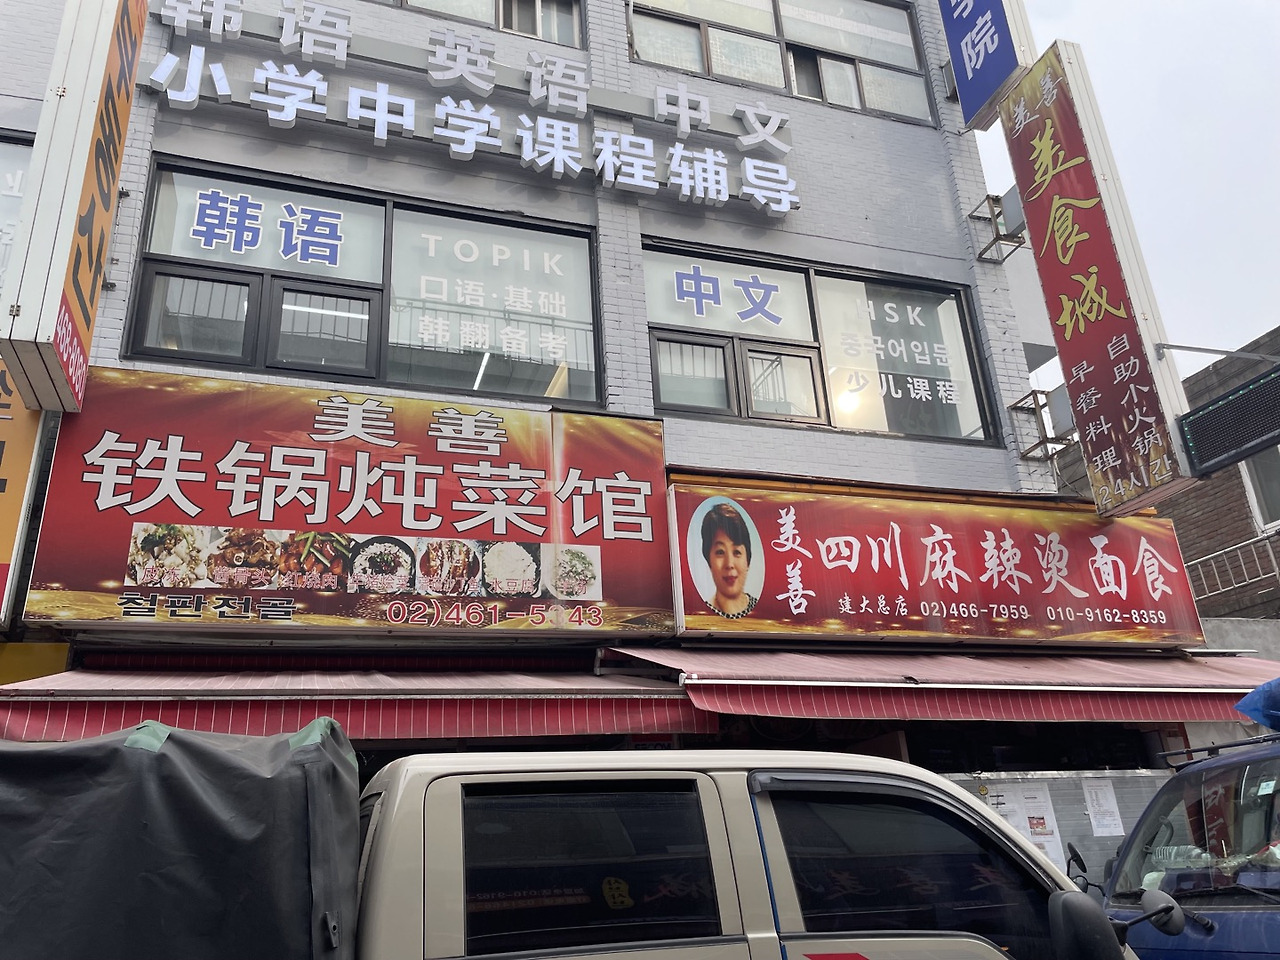 韩语 英语 中文
小学中学课程辅导
韩语
TOPIK
口语·基础
韩翻备考
中文
HSK
중국어입문
少儿课程
院
美善
美食城
自助小火锅
早餐料理
24시간
美善
铁锅炖菜馆
红烧肉
철판전골
美善
四川麻辣烫面食
建大总店 02)466-7959 010-9162-8359